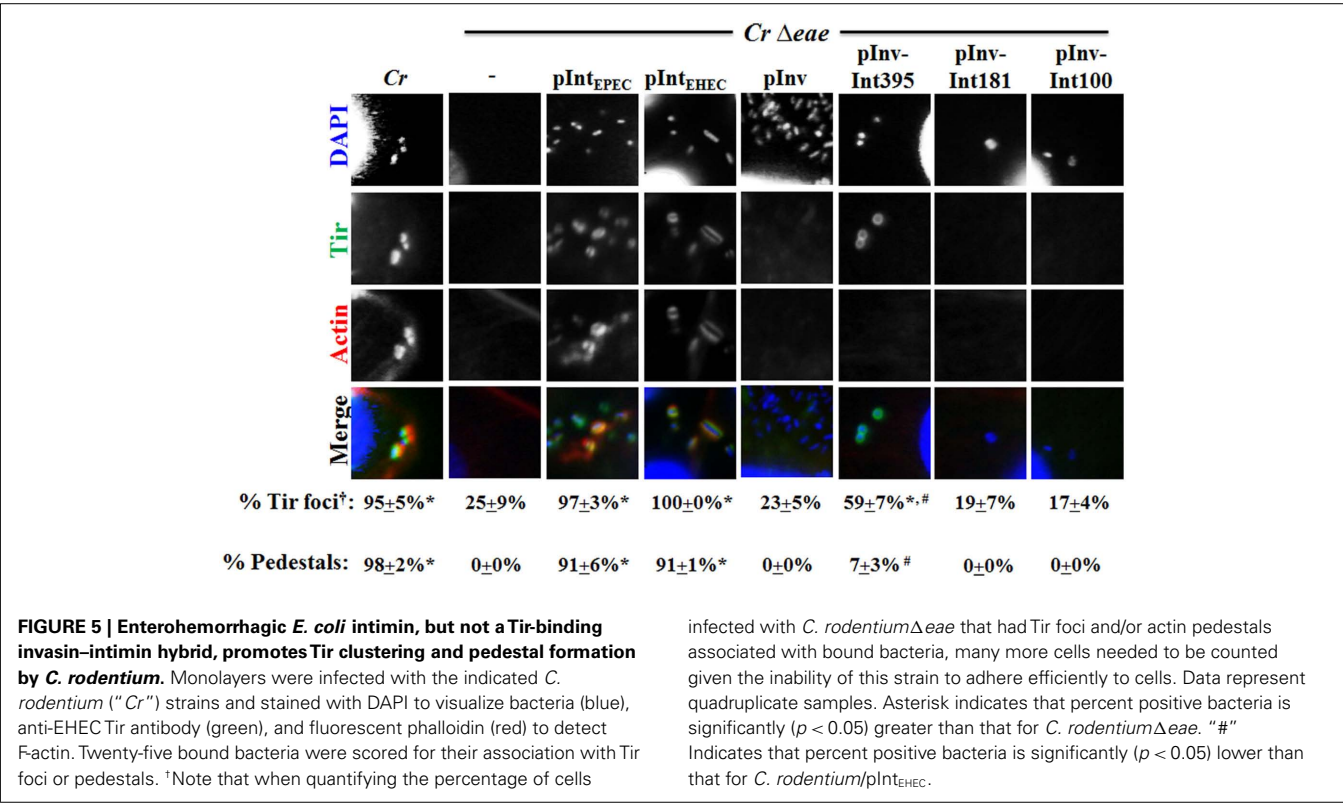 Cr Δeae
Cr - pIntEPEC pIntEHEC pInv pInv-Int395 pInv-Int181 pInv-Int100
DAPI
Tir
Actin
Merge
% Tir foci†: 95±5%* 25±9% 97±3%* 100±0%* 23±5% 59±7%*,# 19±7% 17±4%
% Pedestals: 98±2%* 0±0% 91±6%* 91±1%* 0±0% 7±3% # 0±0% 0±0%
FIGURE 5 | Enterohemorrhagic E. coli intimin, but not a Tir-binding
invasin–intimin hybrid, promotes Tir clustering and pedestal formation
by C. rodentium. Monolayers were infected with the indicated C.
rodentium (“Cr”) strains and stained with DAPI to visualize bacteria (blue),
anti-EHEC Tir antibody (green), and fluorescent phalloidin (red) to detect
F-actin. Twenty-five bound bacteria were scored for their association with Tir
foci or pedestals. †Note that when quantifying the percentage of cells
infected with C. rodentiumΔeae that had Tir foci and/or actin pedestals
associated with bound bacteria, many more cells needed to be counted
given the inability of this strain to adhere efficiently to cells. Data represent
quadruplicate samples. Asterisk indicates that percent positive bacteria is
significantly (p < 0.05) greater than that for C. rodentiumΔeae. “#”
Indicates that percent positive bacteria is significantly (p < 0.05) lower than
that for C. rodentium/pIntEHEC.